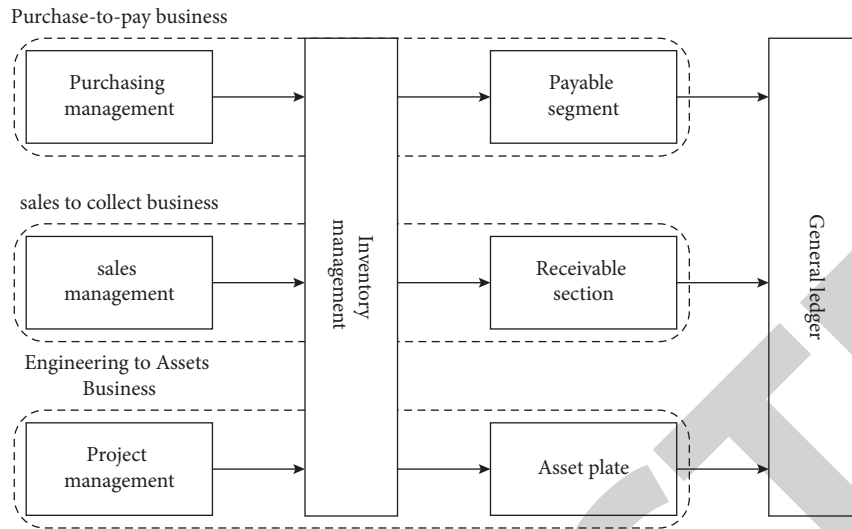 Purchase-to-pay business
Purchasing
management
Payable
segment
sales to collect business
sales
management
Inventory
management
Receivable
section
General ledger
Engineering to Assets
Business
Project
management
Asset plate